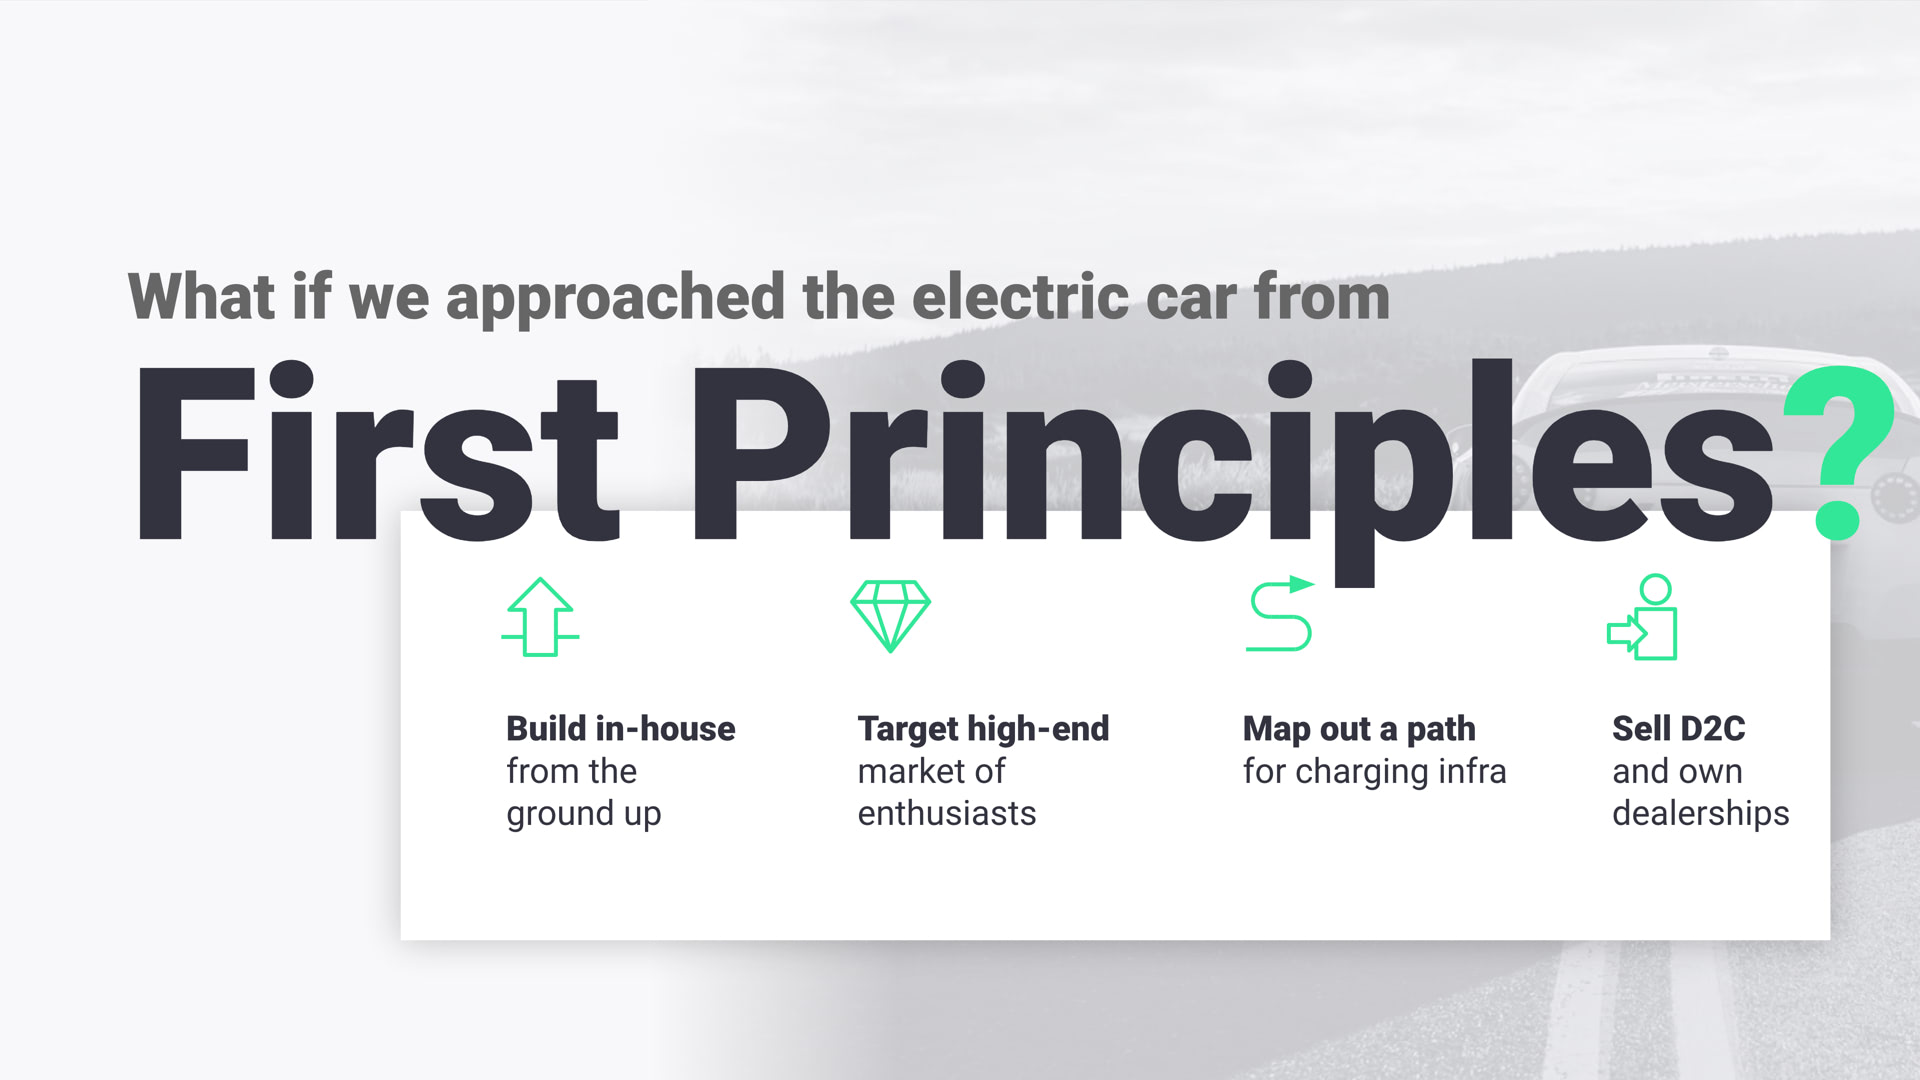 What if we approached the electric car from
First Principles?
Build in-house
from the
ground up
Target high-end
market of
enthusiasts
Map out a path
for charging infra
Sell D2C
and own
dealerships